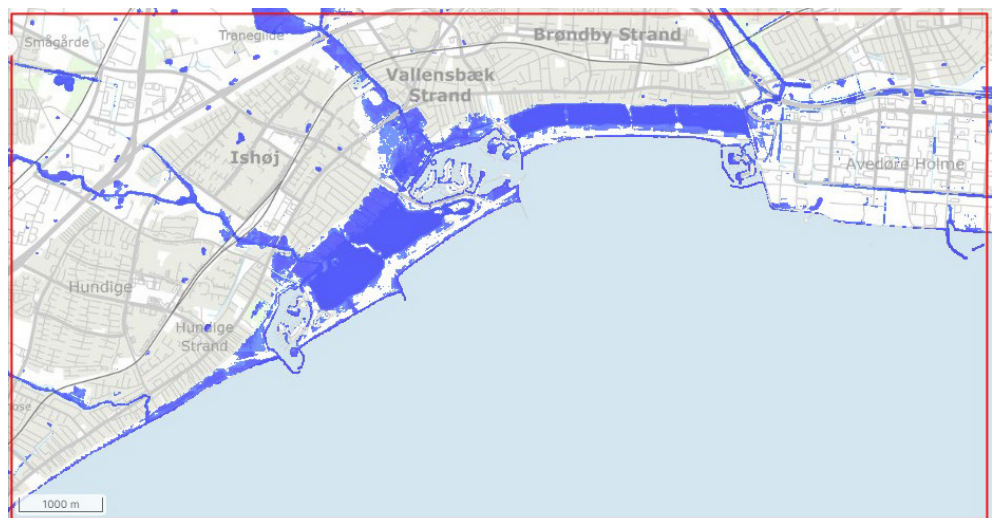 Smågårde
Tranegilde
Brøndby Strand
Vallensbæk
Strand
Ishøj
Avedøre Holme
Hundige
Hundige
Strand
1000 m